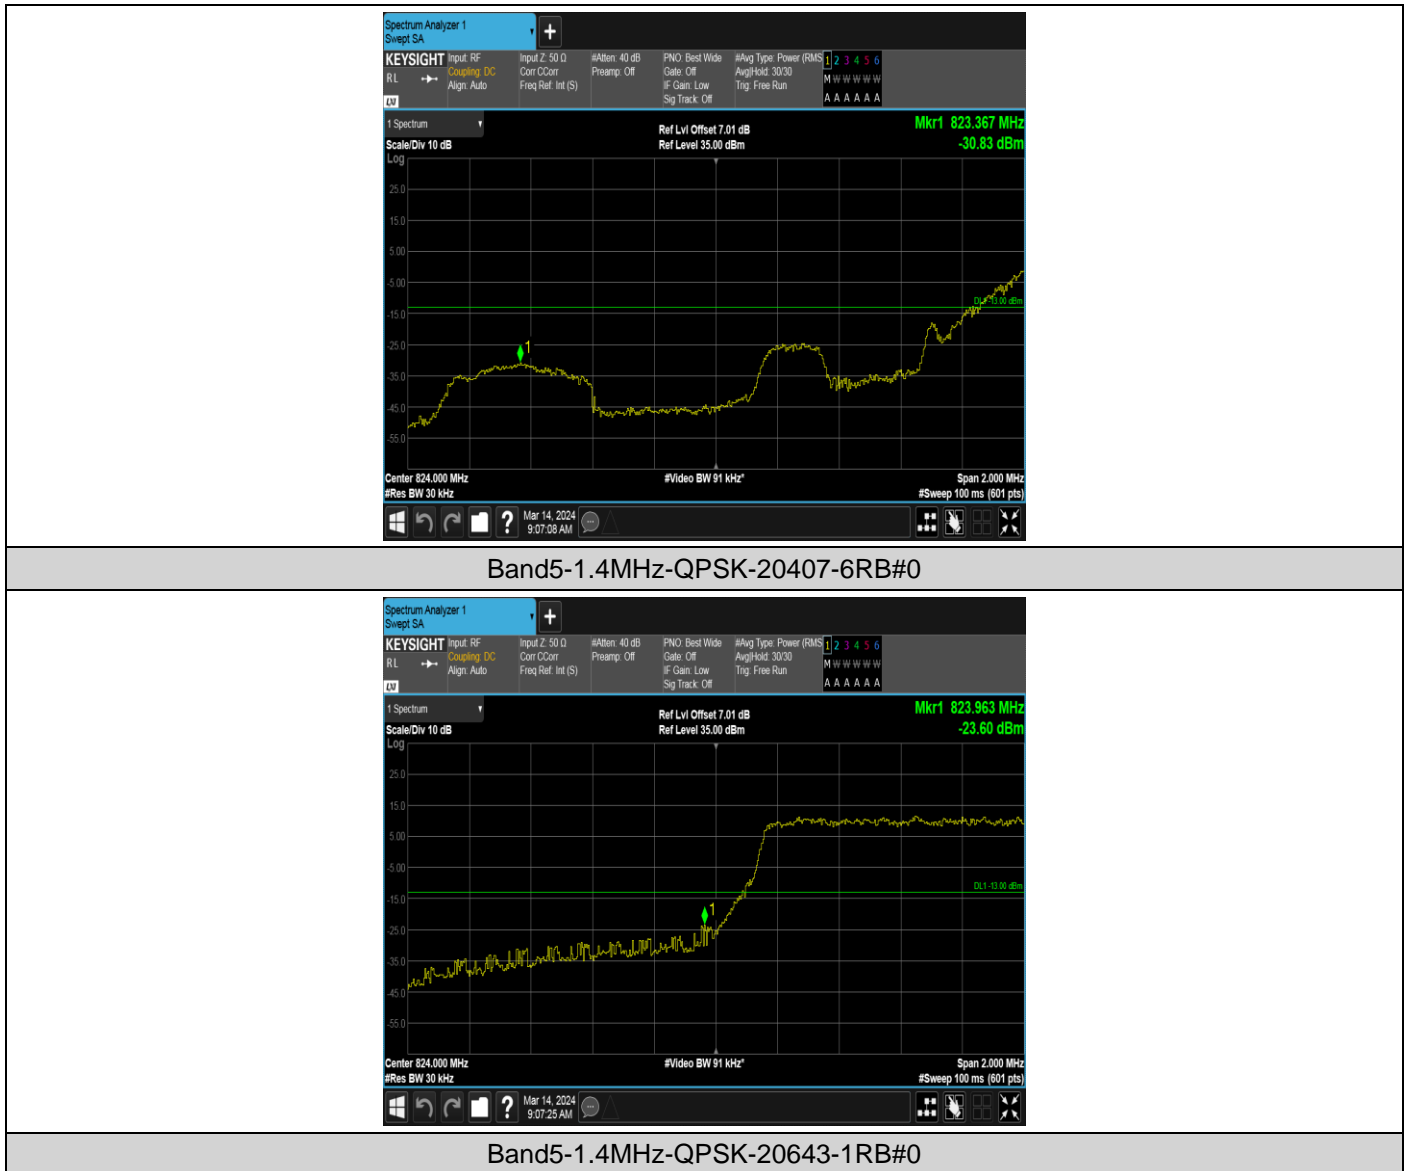 Spectrum Analyzer 1
Swept SA
+
KEYSIGHT
RL
LXI
Input: RF
Coupling: DC
Align: Auto
Input Z: 50 Ω
Corr CCorr
Freq Ref: Int (S)
#Atten: 40 dB
Preamp: Off
PNO: Best Wide
Gate: Off
IF Gain: Low
Sig Track: Off
#Avg Type: Power (RMS
Avg|Hold: 30/30
Trig: Free Run
1 2 3 4 5 6
M W W W W W
A A A A A A
1 Spectrum
Ref Lvl Offset 7.01 dB
Mkr1 823.367 MHz
Scale/Div 10 dB
Ref Level 35.00 dBm
-30.83 dBm
Log
25.0
15.0
5.00
-5.00
DL1 -13.00 dBm
-15.0
-25.0
1
-35.0
-45.0
-55.0
Center 824.000 MHz
#Video BW 91 kHz*
Span 2.000 MHz
#Res BW 30 kHz
#Sweep 100 ms (601 pts)
?
Mar 14, 2024
9:07:08 AM
Band5-1.4MHz-QPSK-20407-6RB#0
Spectrum Analyzer 1
Swept SA
+
KEYSIGHT
RL
LXI
Input: RF
Coupling: DC
Align: Auto
Input Z: 50 Ω
Corr CCorr
Freq Ref: Int (S)
#Atten: 40 dB
Preamp: Off
PNO: Best Wide
Gate: Off
IF Gain: Low
Sig Track: Off
#Avg Type: Power (RMS
Avg|Hold: 30/30
Trig: Free Run
1 2 3 4 5 6
M W W W W W
A A A A A A
1 Spectrum
Ref Lvl Offset 7.01 dB
Mkr1 823.963 MHz
Scale/Div 10 dB
Ref Level 35.00 dBm
-23.60 dBm
Log
25.0
15.0
5.00
-5.00
DL1 -13.00 dBm
-15.0
1
-25.0
-35.0
-45.0
-55.0
Center 824.000 MHz
#Video BW 91 kHz*
Span 2.000 MHz
#Res BW 30 kHz
#Sweep 100 ms (601 pts)
?
Mar 14, 2024
9:07:25 AM
Band5-1.4MHz-QPSK-20643-1RB#0